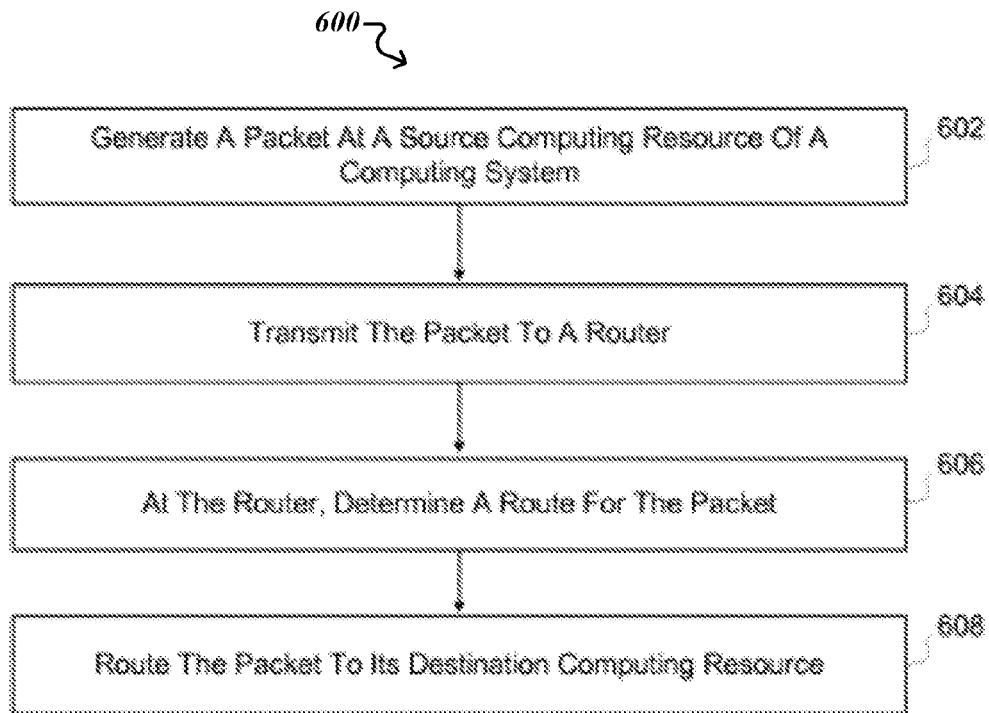 600
Generate A Packet At A Source Computing Resource Of A
Computing System
602
Transmit The Packet To A Router
604
At The Router, Determine A Route For The Packet
606
Route The Packet To Its Destination Computing Resource
608